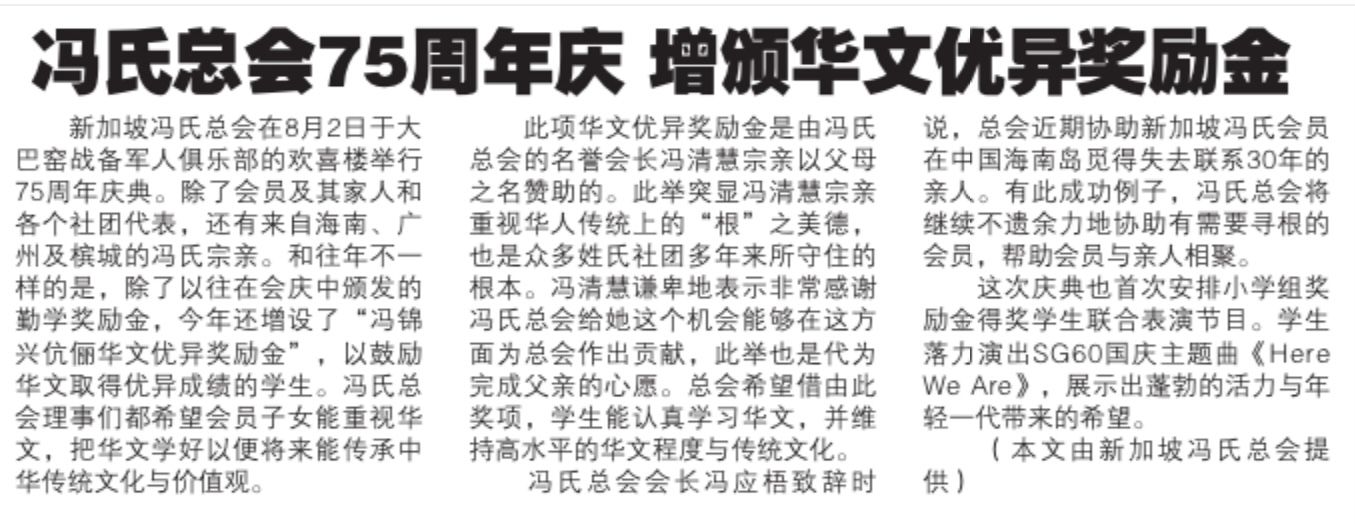 冯氏总会75周年庆 增颁华文优异奖励金
新加坡冯氏总会在8月2日于大
巴窑战备军人俱乐部的欢喜楼举行
75周年庆典。除了会员及其家人和
各个社团代表，还有来自海南、广
州及槟城的冯氏宗亲。和往年不一
样的是，除了以往在会庆中颁发的
勤学奖励金，今年还增设了“冯锦
兴伉俪华文优异奖励金”，以鼓励
华文取得优异成绩的学生。冯氏总
会理事们都希望会员子女能重视华
文，把华文学好以便将来能传承中
华传统文化与价值观。
此项华文优异奖励金是由冯氏
总会的名誉会长冯清慧宗亲以父母
之名赞助的。此举突显冯清慧宗亲
重视华人传统上的“根”之美德，
也是众多姓氏社团多年来所守住的
根本。冯清慧谦卑地表示非常感谢
冯氏总会给她这个机会能够在这方
面为总会作出贡献，此举也是代为
完成父亲的心愿。总会希望借由此
奖项，学生能认真学习华文，并维
持高水平的华文程度与传统文化。
冯氏总会会长冯应梧致辞时
说，总会近期协助新加坡冯氏会员
在中国海南岛觅得失去联系30年的
亲人。有此成功例子，冯氏总会将
继续不遗余力地协助有需要寻根的
会员，帮助会员与亲人相聚。
这次庆典也首次安排小学组奖
励金得奖学生联合表演节目。学生
落力演出SG60国庆主题曲《Here
We Are》，展示出蓬勃的活力与年
轻一代带来的希望。
（本文由新加坡冯氏总会提
供）